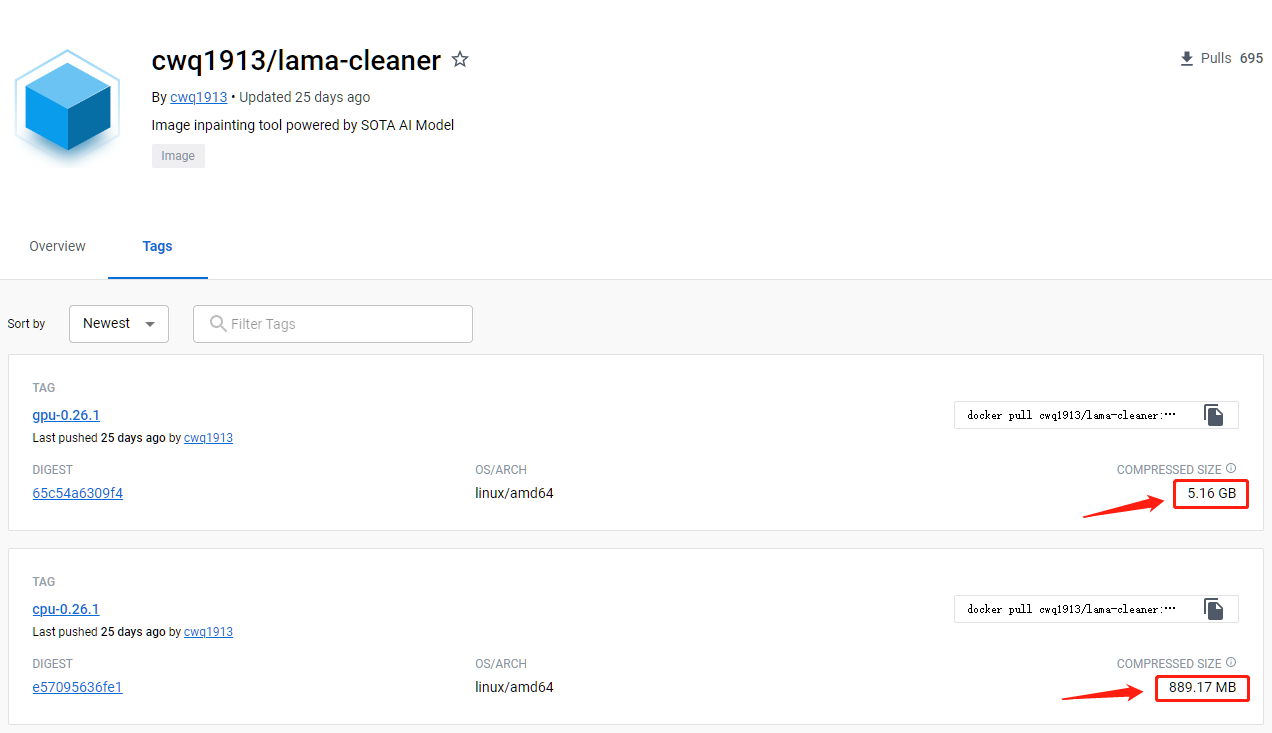 cwq1913/lama-cleaner
Pulls 695
By cwq1913 • Updated 25 days ago
Image inpainting tool powered by SOTA AI Model
Image
Overview
Tags
Sort by
Newest
Filter Tags
TAG
gpu-0.26.1
docker pull cwq1913/lama-cleaner:···
Last pushed 25 days ago by cwq1913
DIGEST
OS/ARCH
COMPRESSED SIZE
65c54a6309f4
linux/amd64
5.16 GB
TAG
cpu-0.26.1
docker pull cwq1913/lama-cleaner:···
Last pushed 25 days ago by cwq1913
DIGEST
OS/ARCH
COMPRESSED SIZE
e57095636fe1
linux/amd64
889.17 MB